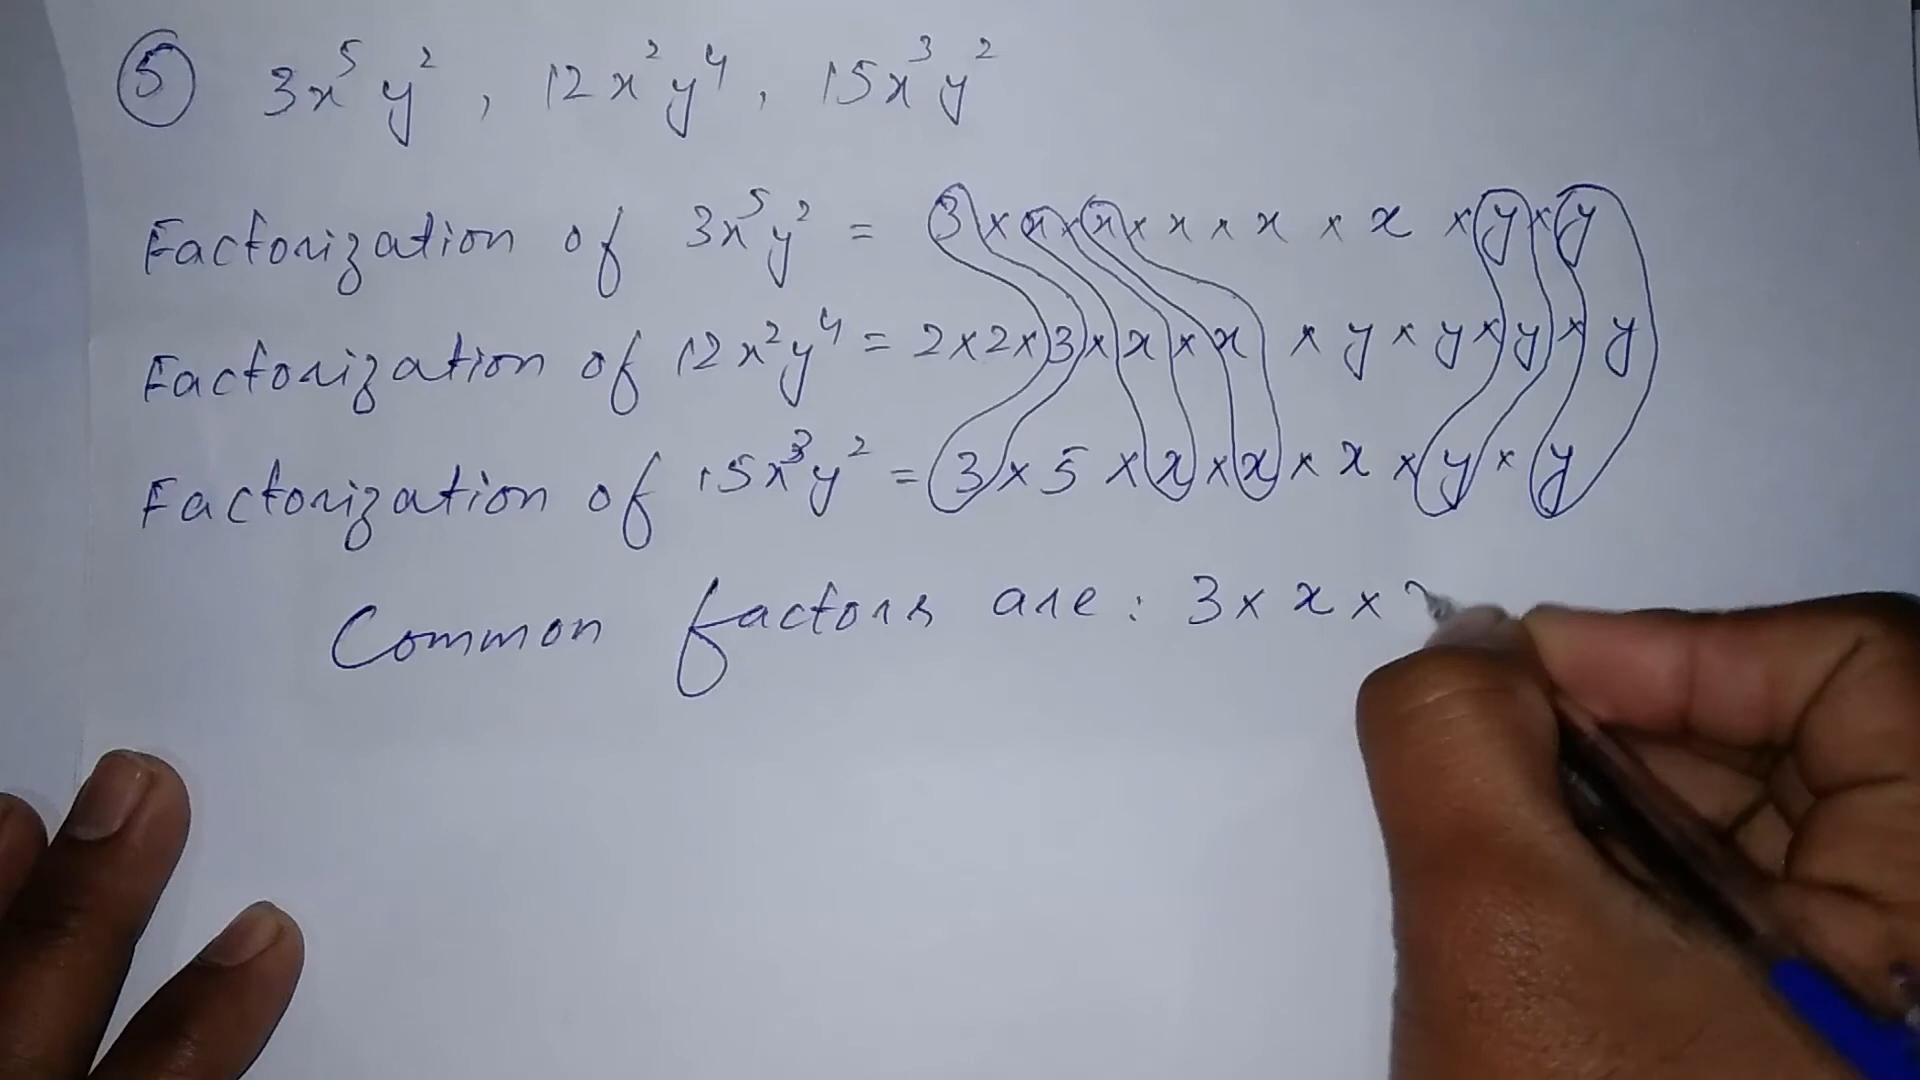 ⑤ 3x⁵y², 12x²y⁴, 15x³y²
Factorization of 3x⁵y² = 3 × x × x × x × x × x × y × y
Factorization of 12x²y⁴ = 2 × 2 × 3 × x × x × y × y × y × y
Factorization of 15x³y² = 3 × 5 × x × x × x × y × y
Common factors are : 3 × x ×